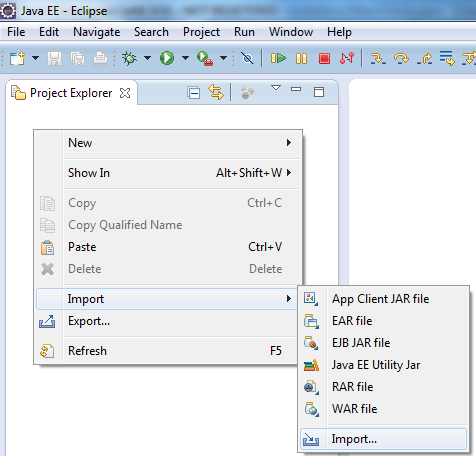 Java EE - Eclipse
File Edit Navigate Search Project Run Window Help
Project Explorer
New
Show In Alt+Shift+W
Copy Ctrl+C
Copy Qualified Name
Paste Ctrl+V
Delete Delete
Import
Export...
Refresh F5
App Client JAR file
EAR file
EJB JAR file
Java EE Utility Jar
RAR file
WAR file
Import...